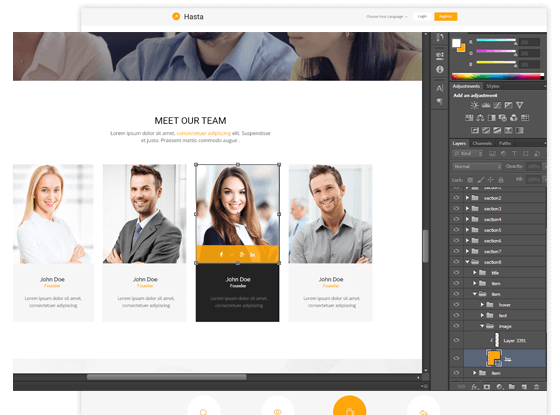 Hasta
Choose Your Language
Login
MEET OUR TEAM
Lorem ipsum dolor sit amet, consectetuer adipiscing elit. Suspendisse
et justo. Praesent mattis commodo augue.
John Doe
Founder
Lorem ipsum dolor sit amet,
consectetuer adipiscing
John Doe
Founder
Lorem ipsum dolor sit amet,
consectetuer adipiscing
John Doe
Founder
Lorem ipsum dolor sit amet,
consectetuer adipiscing
John Doe
Founder
Lorem ipsum dolor sit amet,
consectetuer adipiscing
R
G
B
Adjustments Styles
Add an adjustment
Layers Channels Paths
Kind
Normal
Opacity:
Lock:
Fill:
section1
section2
section3
section4
section5
section6
section7
section8
title
item
item
hover
text
image
Layer 3391
bg
item